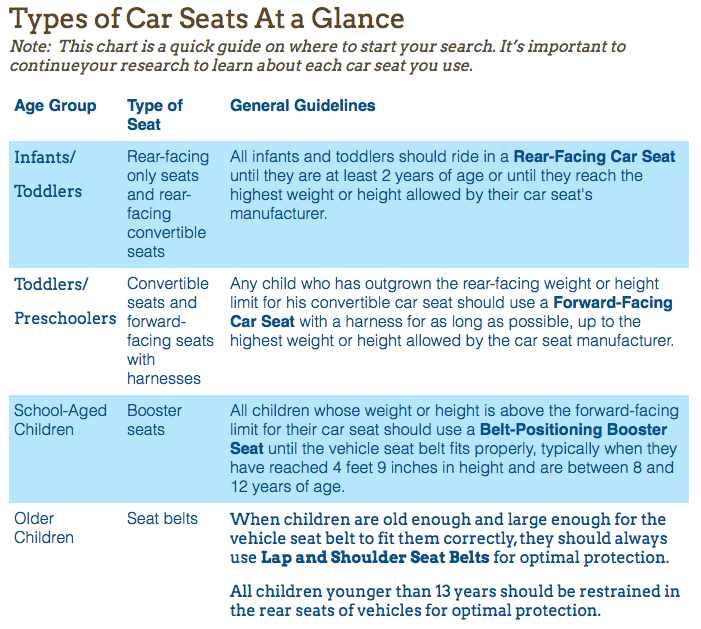 Types of Car Seats At a Glance
Note:  This chart is a quick guide on where to start your search. It's important to
continueyour research to learn about each car seat you use.
Age Group
Type of
Seat
General Guidelines
Infants/
Toddlers
Rear-facing
only seats
and rear-
facing
convertible
seats
All infants and toddlers should ride in a Rear-Facing Car Seat
until they are at least 2 years of age or until they reach the
highest weight or height allowed by their car seat's
manufacturer.
Toddlers/
Preschoolers
Convertible
seats and
forward-
facing seats
with
harnesses
Any child who has outgrown the rear-facing weight or height
limit for his convertible car seat should use a Forward-Facing
Car Seat with a harness for as long as possible, up to the
highest weight or height allowed by the car seat manufacturer.
School-Aged
Children
Booster
seats
All children whose weight or height is above the forward-facing
limit for their car seat should use a Belt-Positioning Booster
Seat until the vehicle seat belt fits properly, typically when they
have reached 4 feet 9 inches in height and are between 8 and
12 years of age.
Older
Children
Seat belts
When children are old enough and large enough for the
vehicle seat belt to fit them correctly, they should always
use Lap and Shoulder Seat Belts for optimal protection.
All children younger than 13 years should be restrained in
the rear seats of vehicles for optimal protection.